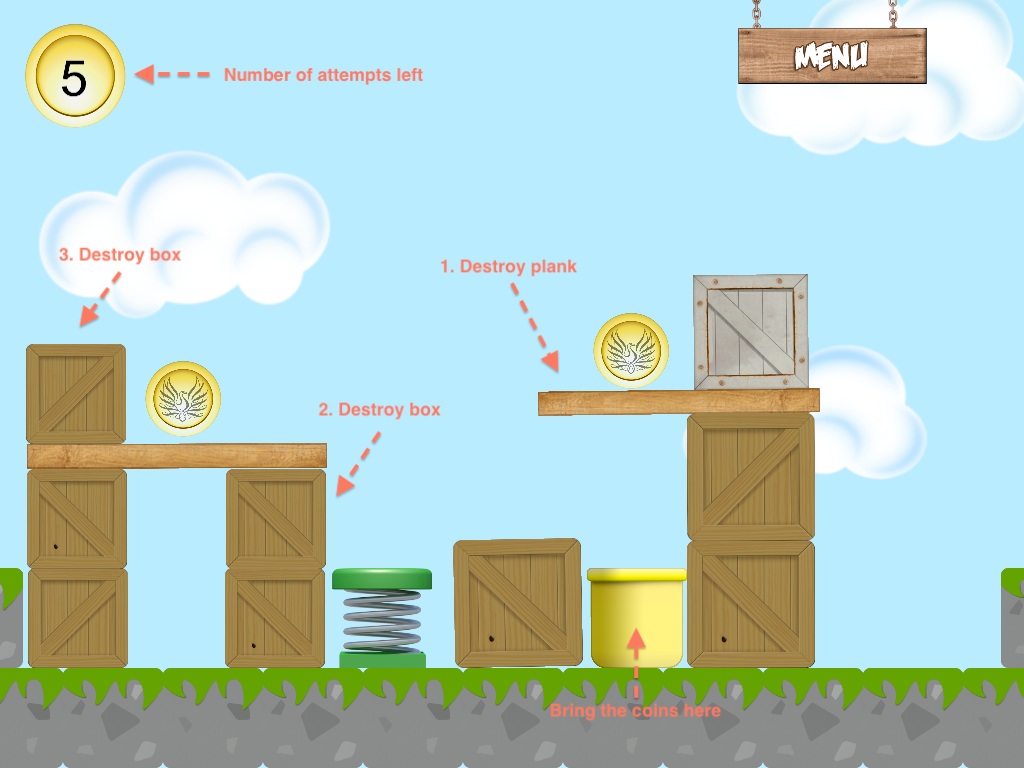 MENU
5
Number of attempts left
3. Destroy box
1. Destroy plank
2. Destroy box
Bring the coins here